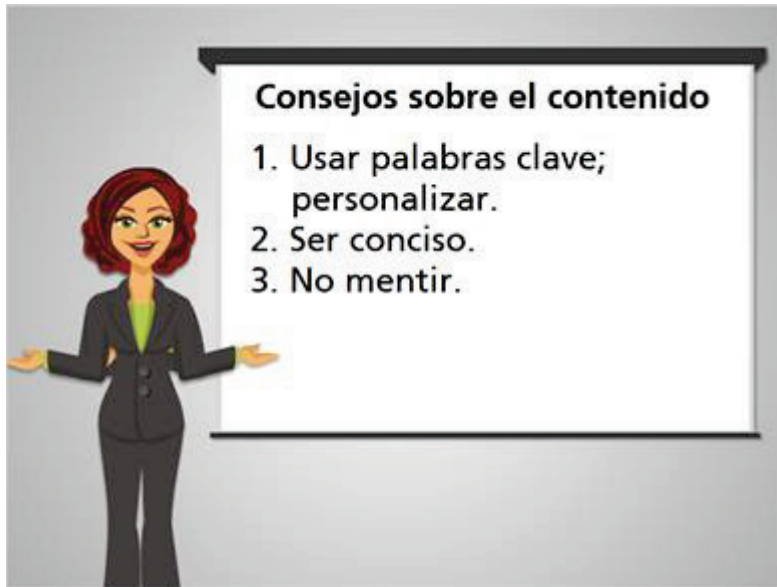 Consejos sobre el contenido
1. Usar palabras clave;
personalizar.
2. Ser conciso.
3. No mentir.